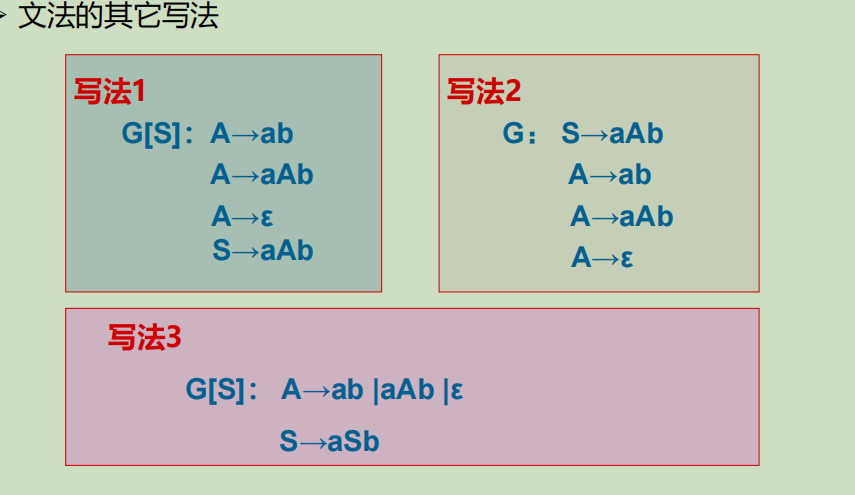 文法的其它写法
写法1
G[S]：A→ab
A→aAb
A→ε
S→aAb
写法2
G： S→aAb
A→ab
A→aAb
A→ε
写法3
G[S]： A→ab |aAb |ε
S→aSb